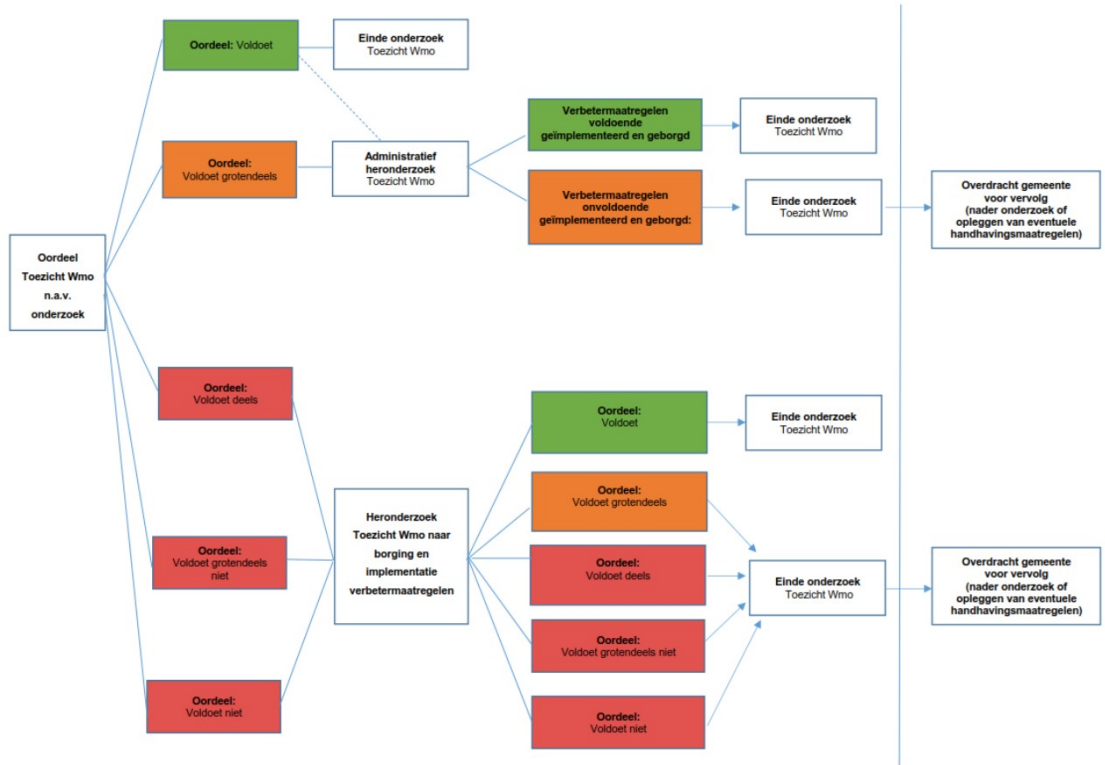 Oordeel: Voldoet
Einde onderzoek
Toezicht Wmo
Oordeel:
Voldoet grotendeels
Administratief
heronderzoek
Toezicht Wmo
Verbetermaatregelen
voldoende
geïmplementeerd en geborgd
Einde onderzoek
Toezicht Wmo
Verbetermaatregelen
onvoldoende
geïmplementeerd en geborgd:
Einde onderzoek
Toezicht Wmo
Overdracht gemeente
voor vervolg
(nader onderzoek of
opleggen van eventuele
handhavingsmaatregelen)
Oordeel
Toezicht Wmo
n.a.v.
onderzoek
Oordeel:
Voldoet deels
Oordeel:
Voldoet grotendeels
niet
Oordeel:
Voldoet niet
Heronderzoek
Toezicht Wmo naar
borging en
implementatie
verbetermaatregelen
Oordeel:
Voldoet
Einde onderzoek
Toezicht Wmo
Oordeel:
Voldoet grotendeels
Oordeel:
Voldoet deels
Oordeel:
Voldoet grotendeels niet
Oordeel:
Voldoet niet
Einde onderzoek
Toezicht Wmo
Overdracht gemeente
voor vervolg
(nader onderzoek of
opleggen van eventuele
handhavingsmaatregelen)